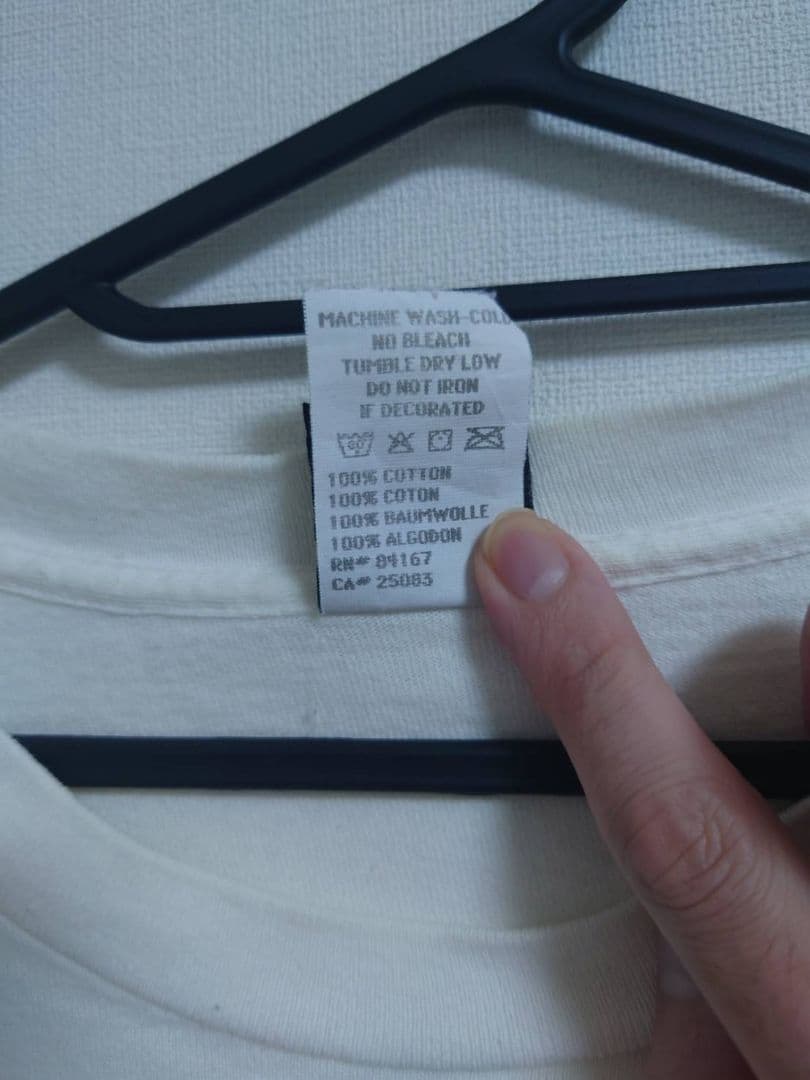 MACHINE WASH-COLD
NO BLEACH
TUMBLE DRY LOW
DO NOT IRON
IF DECORATED
100% COTTON
100% COTON
100% BAUMWOLLE
100% ALGODON
RN# 84167
CA# 25083